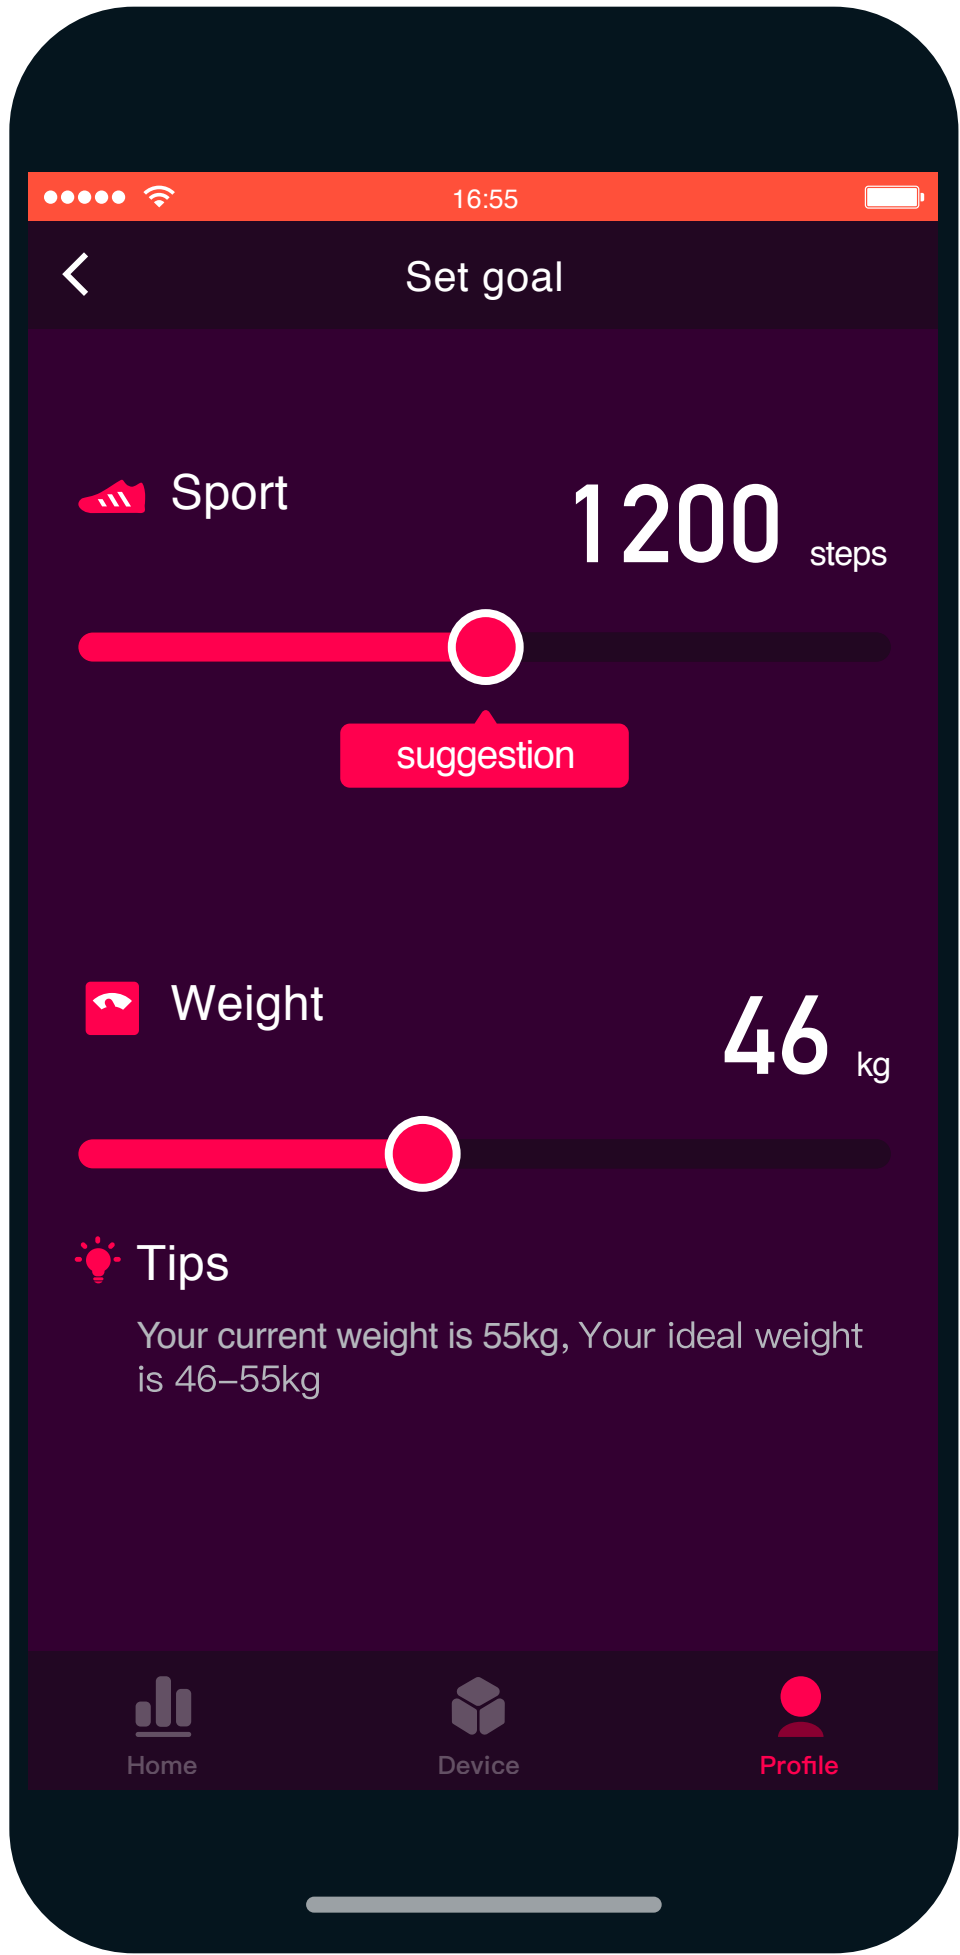 16:55
Set goal
Sport
1200 steps
suggestion
Weight
46 kg
Tips
Your current weight is 55kg, Your ideal weight
is 46–55kg
Home Device Profile